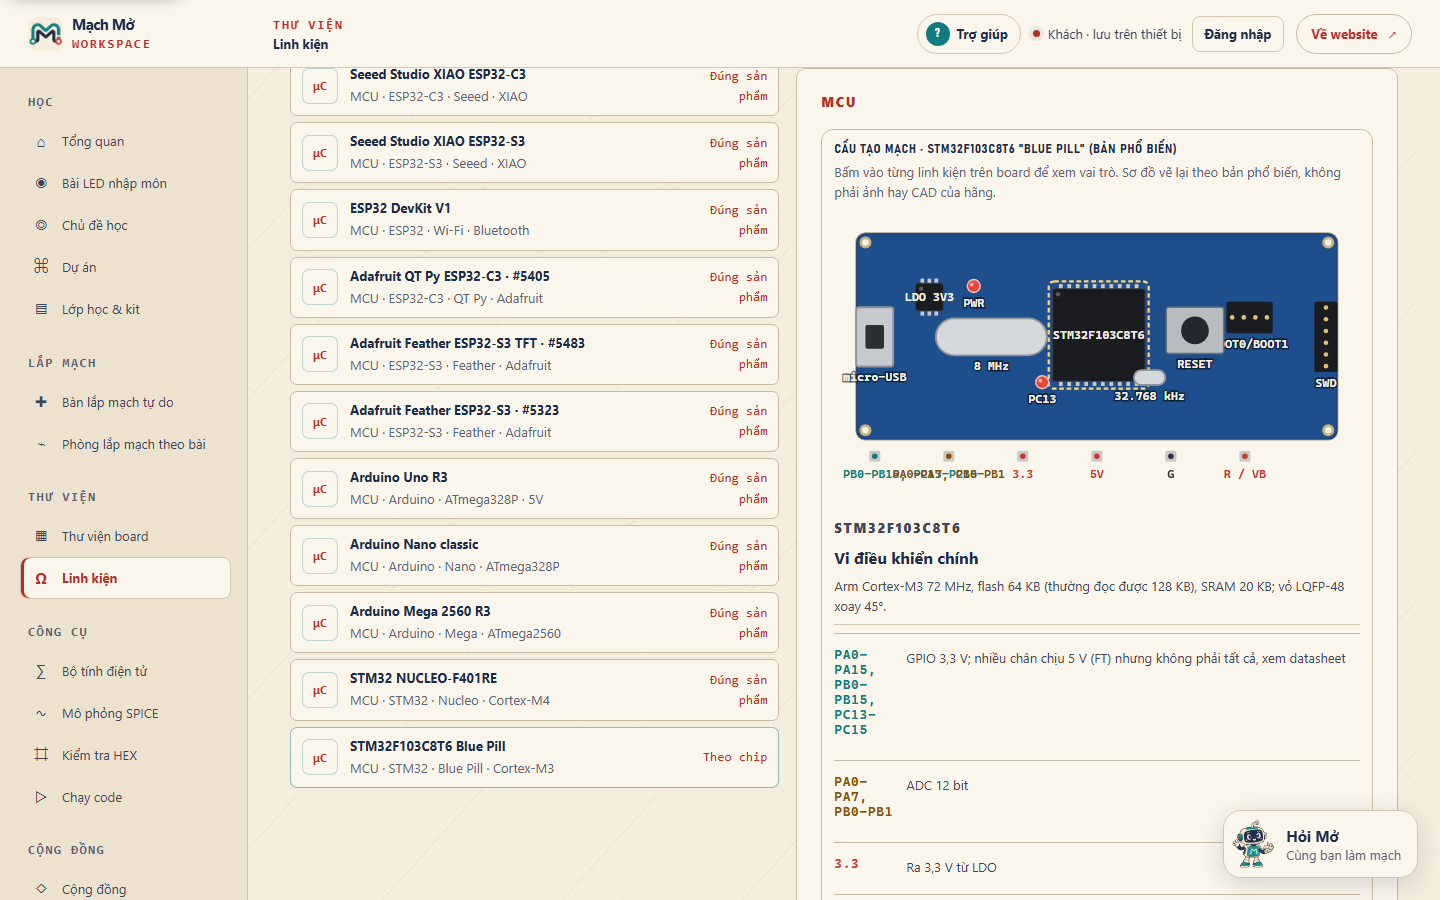 Mạch Mở
WORKSPACE
THƯ VIỆN
Linh kiện
? Trợ giúp
Khách · lưu trên thiết bị
Đăng nhập
Về website ↗
HỌC
Tổng quan
Bài LED nhập môn
Chủ đề học
Dự án
Lớp học & kit
LẮP MẠCH
Bàn lắp mạch tự do
Phòng lắp mạch theo bài
THƯ VIỆN
Thư viện board
Ω Linh kiện
CÔNG CỤ
∑ Bộ tính điện tử
Mô phỏng SPICE
Kiểm tra HEX
Chạy code
CỘNG ĐỒNG
Cộng đồng
µC
Seeed Studio XIAO ESP32-C3
MCU · ESP32-C3 · Seeed · XIAO
Đúng sản
phẩm
µC
Seeed Studio XIAO ESP32-S3
MCU · ESP32-S3 · Seeed · XIAO
Đúng sản
phẩm
µC
ESP32 DevKit V1
MCU · ESP32 · Wi-Fi · Bluetooth
Đúng sản
phẩm
µC
Adafruit QT Py ESP32-C3 · #5405
MCU · ESP32-C3 · QT Py · Adafruit
Đúng sản
phẩm
µC
Adafruit Feather ESP32-S3 TFT · #5483
MCU · ESP32-S3 · Feather · Adafruit
Đúng sản
phẩm
µC
Adafruit Feather ESP32-S3 · #5323
MCU · ESP32-S3 · Feather · Adafruit
Đúng sản
phẩm
µC
Arduino Uno R3
MCU · Arduino · ATmega328P · 5V
Đúng sản
phẩm
µC
Arduino Nano classic
MCU · Arduino · Nano · ATmega328P
Đúng sản
phẩm
µC
Arduino Mega 2560 R3
MCU · Arduino · Mega · ATmega2560
Đúng sản
phẩm
µC
STM32 NUCLEO-F401RE
MCU · STM32 · Nucleo · Cortex-M4
Đúng sản
phẩm
µC
STM32F103C8T6 Blue Pill
MCU · STM32 · Blue Pill · Cortex-M3
Theo chip
MCU
CẤU TẠO MẠCH · STM32F103C8T6 "BLUE PILL" (BẢN PHỔ BIẾN)
Bấm vào từng linh kiện trên board để xem vai trò. Sơ đồ vẽ lại theo bản phổ biến, không
phải ảnh hay CAD của hãng.
LDO 3V3
PWR
STM32F103C8T6
OT0/BOOT1
8 MHz
RESET
micro-USB
SWD
PC13
32.768 kHz
3.3
5V
G
R / VB
STM32F103C8T6
Vi điều khiển chính
Arm Cortex-M3 72 MHz, flash 64 KB (thường đọc được 128 KB), SRAM 20 KB; vỏ LQFP-48
xoay 45°.
PA0–
PA15,
PB0–
PB15,
PC13–
PC15
GPIO 3,3 V; nhiều chân chịu 5 V (FT) nhưng không phải tất cả, xem datasheet
PA0–
PA7,
PB0–PB1
ADC 12 bit
3.3
Ra 3,3 V từ LDO
Hỏi Mở
Cùng bạn làm mạch